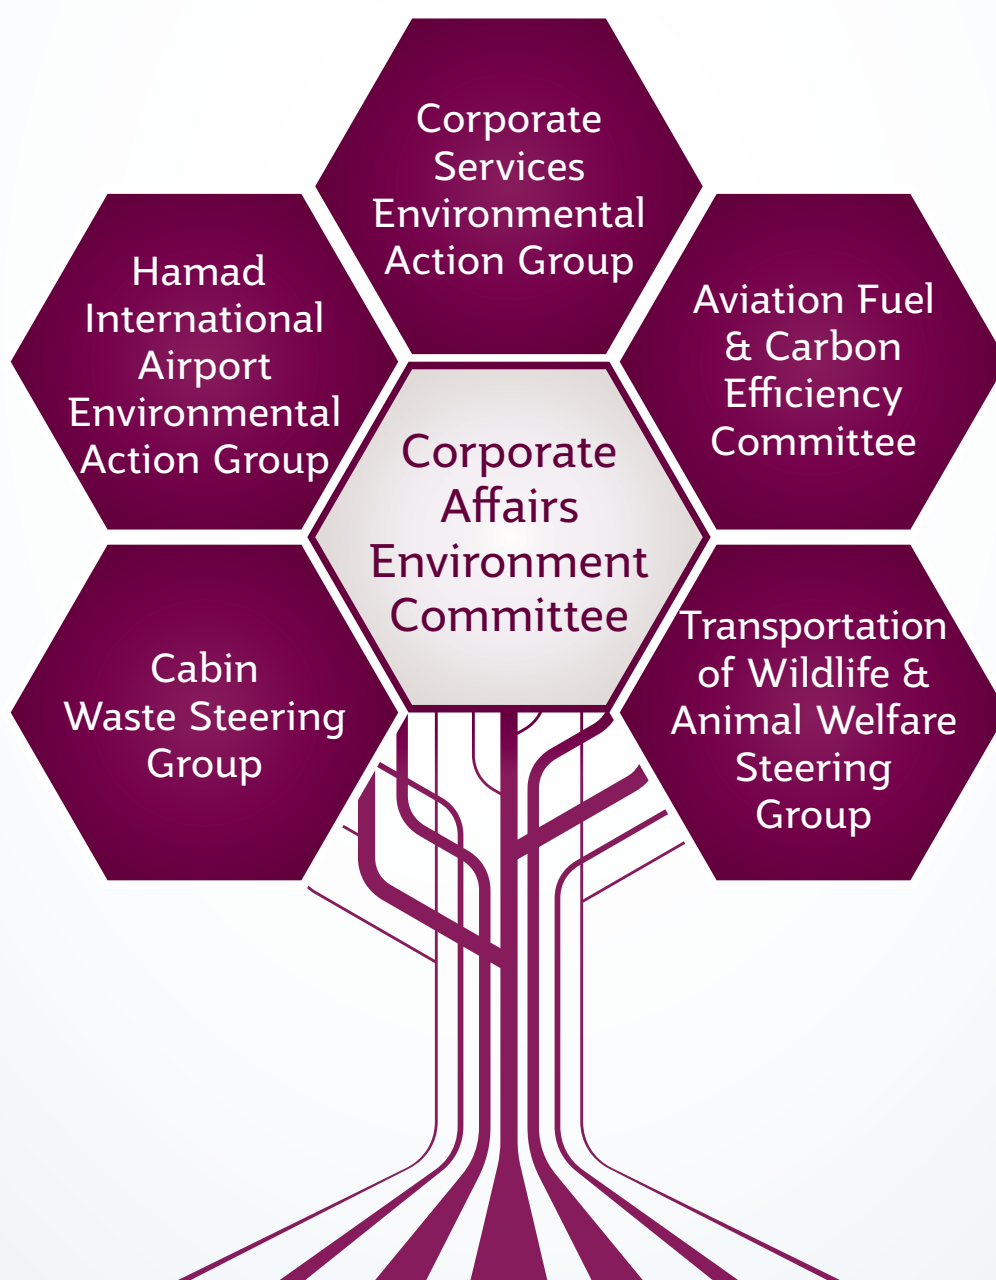 Corporate
Services
Environmental
Action Group
Hamad
International
Airport
Environmental
Action Group
Aviation Fuel
& Carbon
Efficiency
Committee
Corporate
Affairs
Environment
Committee
Cabin
Waste Steering
Group
Transportation
of Wildlife &
Animal Welfare
Steering
Group